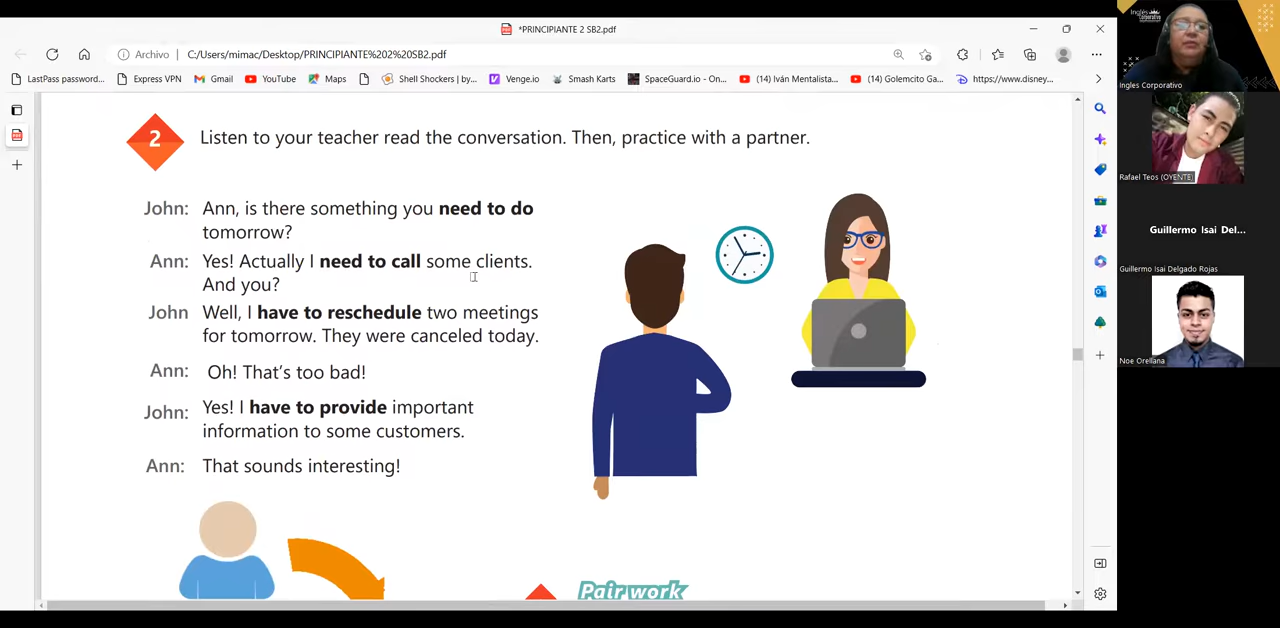 *PRINCIPIANTE 2 SB2.pdf
Archivo
C:/Users/mimac/Desktop/PRINCIPIANTE%202%20SB2.pdf
LastPass password...
Express VPN
Gmail
YouTube
Maps
Shell Shockers | by...
Venge.io
Smash Karts
SpaceGuard.io - On...
(14) Iván Mentalista...
(14) Golemcito Ga...
https://www.disney...
2
Listen to your teacher read the conversation. Then, practice with a partner.
John: Ann, is there something you need to do
tomorrow?
Ann: Yes! Actually I need to call some clients.
And you?
John Well, I have to reschedule two meetings
for tomorrow. They were canceled today.
Ann: Oh! That's too bad!
John: Yes! I have to provide important
information to some customers.
Ann: That sounds interesting!
Pair work
Inglés
Corporativo
Ingles Corporativo
Rafael Teos (OYENTE)
Guillermo Isai Del...
Guillermo Isai Delgado Rojas
Noe Orellana